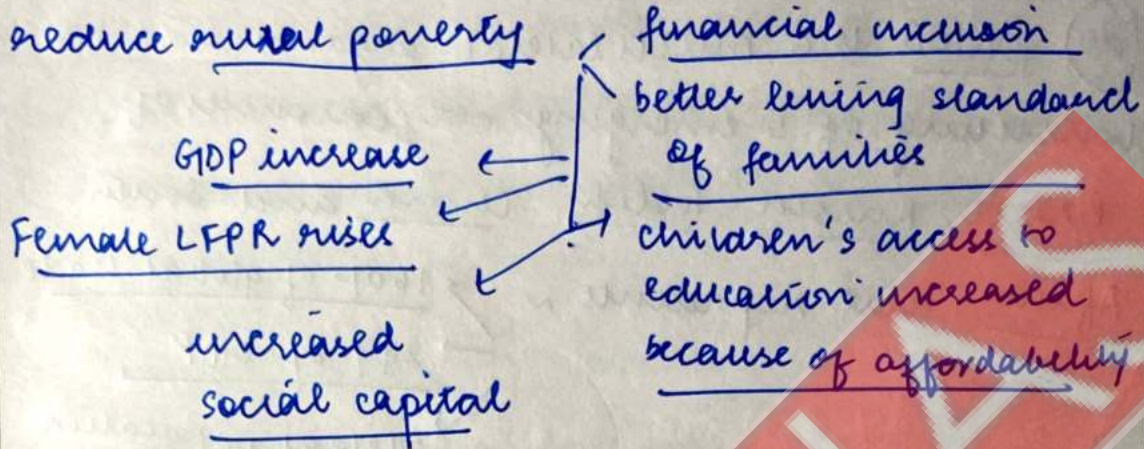 reduce rural poverty
financial inclusion
better living standard
of families
GDP increase
Female LFPR rises
children's access to
education increased
because of affordability
increased
social capital
IAS